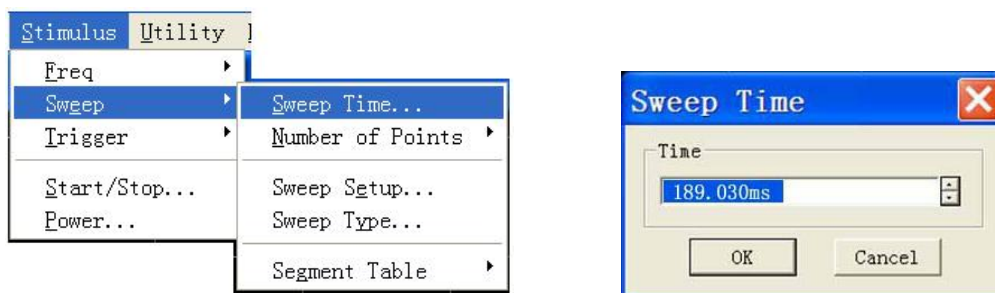 Stimulus Utility
Freq
Sweep
Trigger
Start/Stop...
Power...
Sweep Time...
Number of Points
Sweep Setup...
Sweep Type...
Segment Table
Sweep Time
Time
189.030ms
OK Cancel